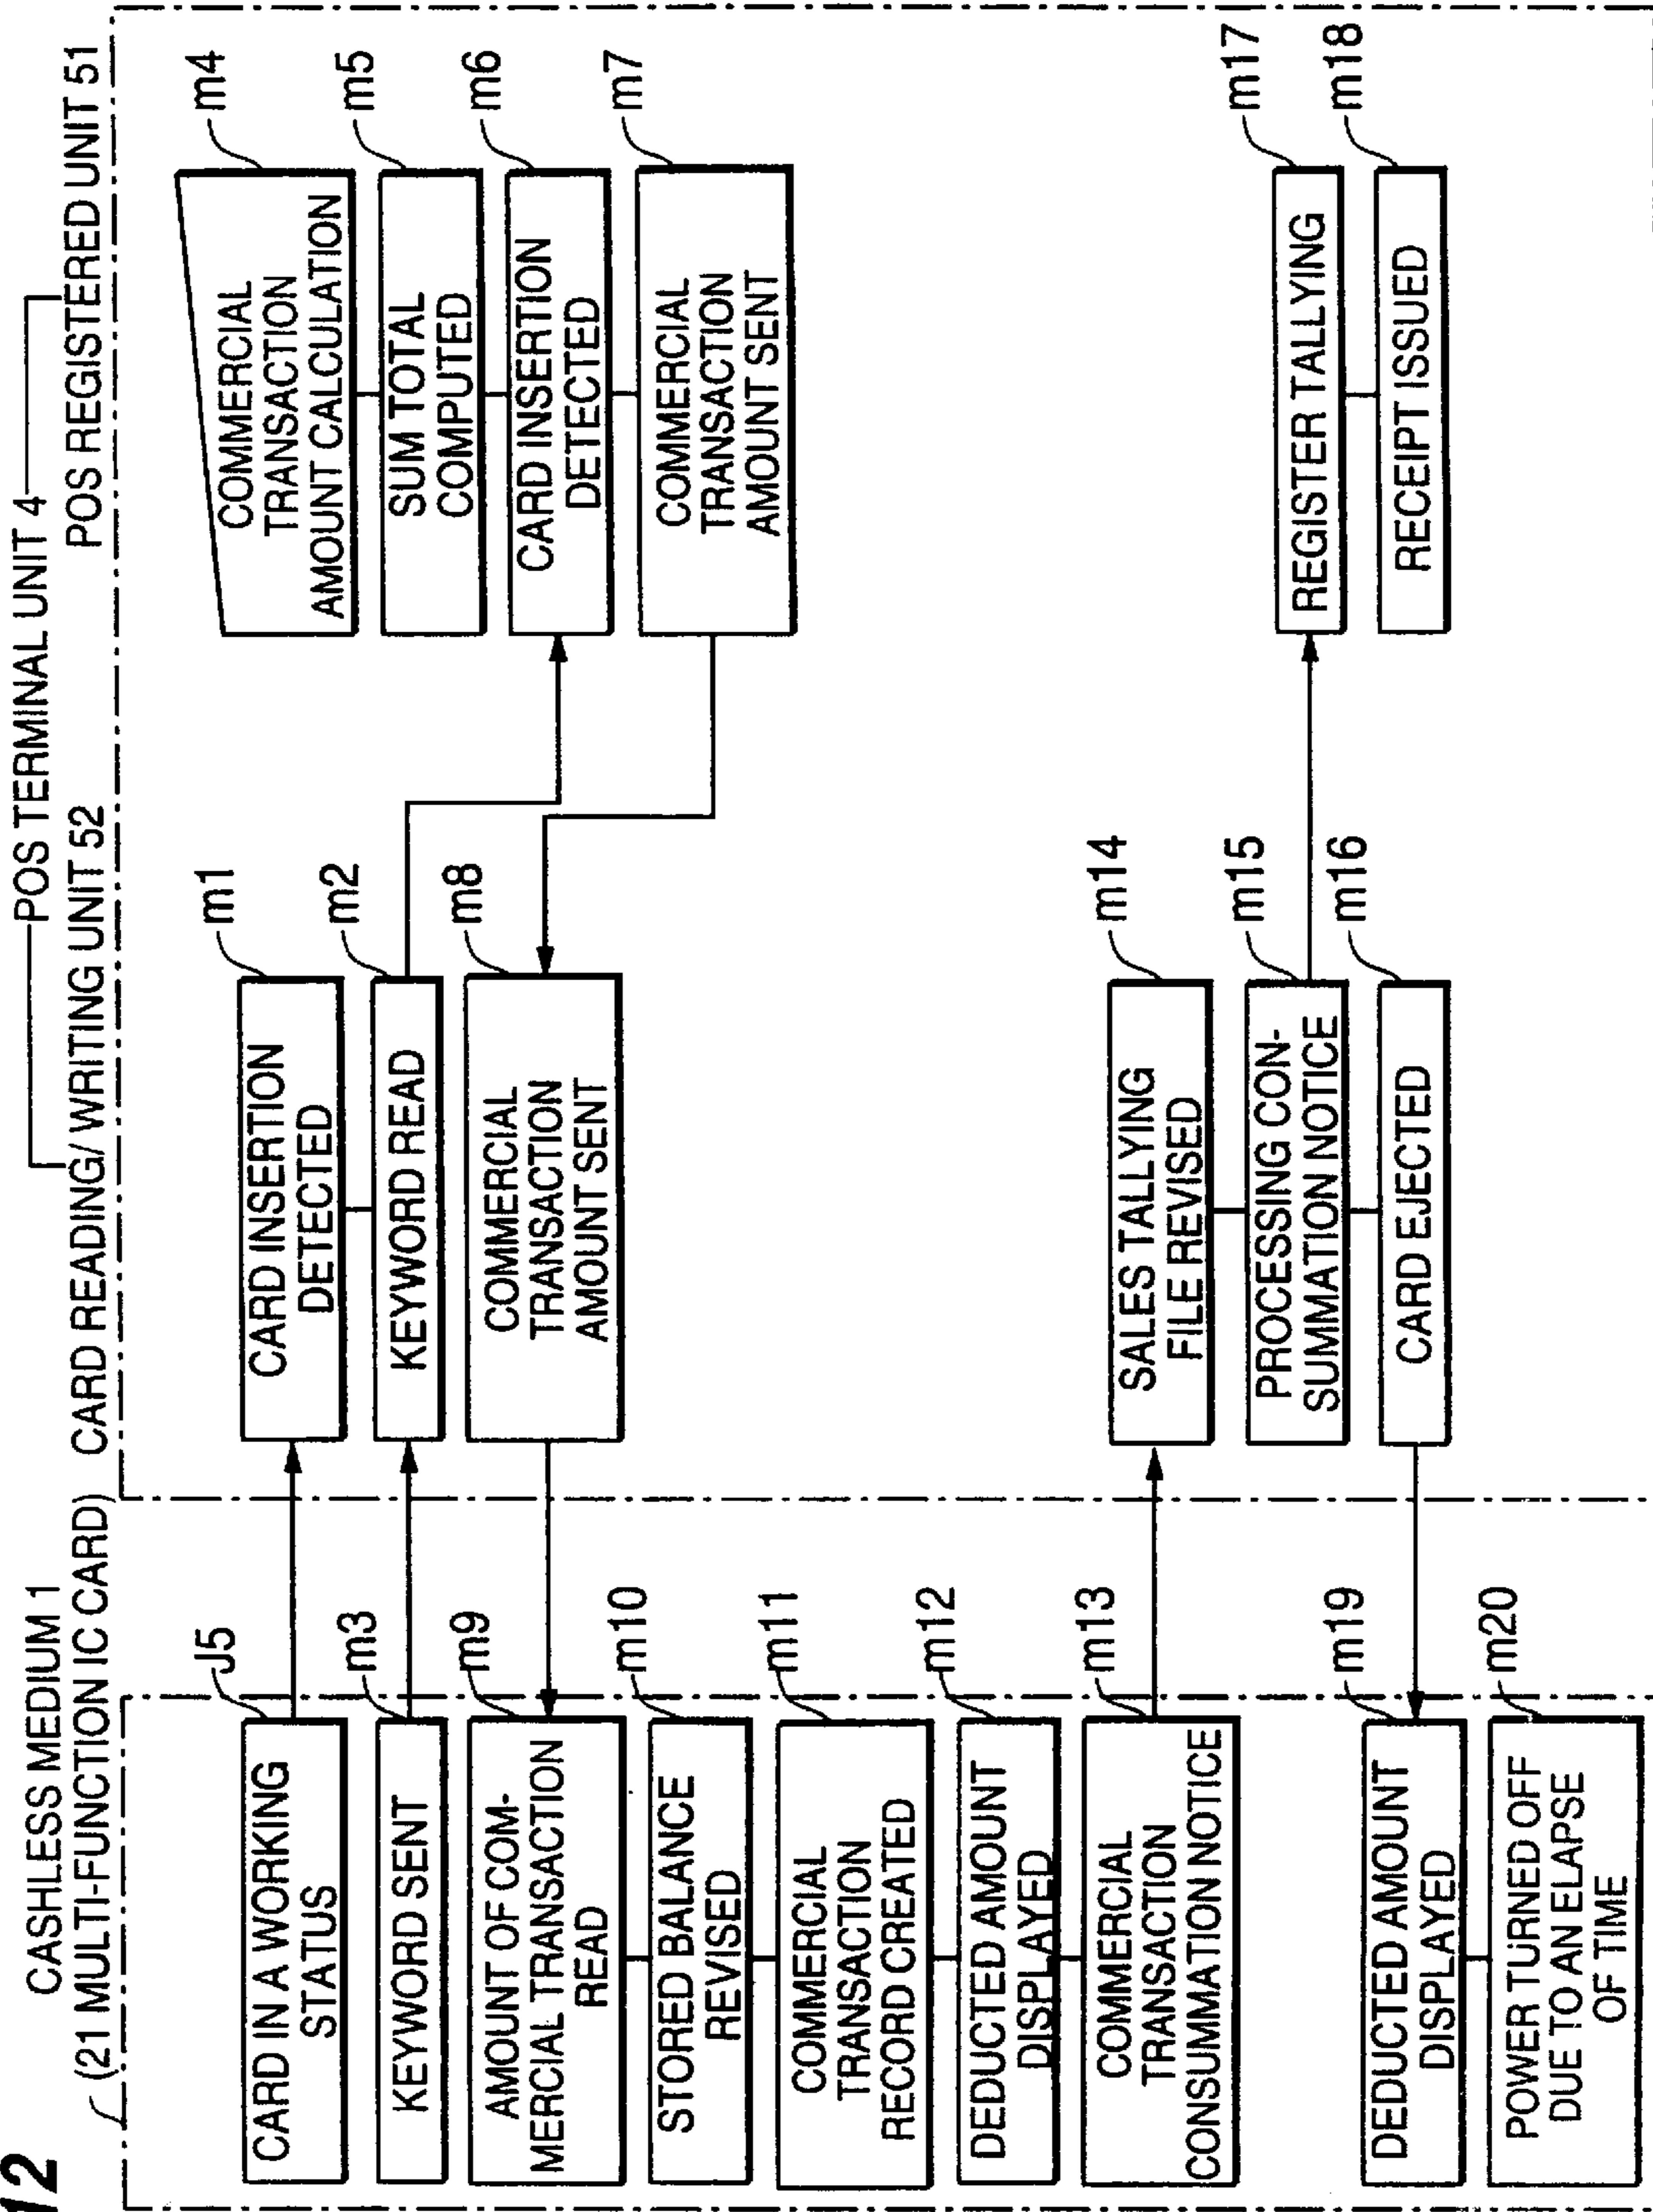 12
CASHLESS MEDIUM 1
(21 MULTI-FUNCTION IC CARD)
POS TERMINAL UNIT 4
CARD READING/WRITING UNIT 52
POS REGISTERED UNIT 51
J5
CARD IN A WORKING
STATUS
m3
KEYWORD SENT
m9
AMOUNT OF COM-
MERCIAL TRANSACTION
READ
m10
STORED BALANCE
REVISED
m11
COMMERCIAL
TRANSACTION
RECORD CREATED
m12
DEDUCTED AMOUNT
DISPLAYED
m13
COMMERCIAL
TRANSACTION
CONSUMMATION NOTICE
m19
DEDUCTED AMOUNT
DISPLAYED
m20
POWER TURNED OFF
DUE TO AN ELAPSE
OF TIME
m1
CARD INSERTION
DETECTED
m2
KEYWORD READ
m8
COMMERCIAL
TRANSACTION
AMOUNT SENT
m14
SALES TALLYING
FILE REVISED
m15
PROCESSING CON-
SUMMATION NOTICE
m16
CARD EJECTED
m4
COMMERCIAL
TRANSACTION
AMOUNT CALCULATION
m5
SUM TOTAL
COMPUTED
m6
CARD INSERTION
DETECTED
m7
COMMERCIAL
TRANSACTION
AMOUNT SENT
m17
REGISTER TALLYING
m18
RECEIPT ISSUED